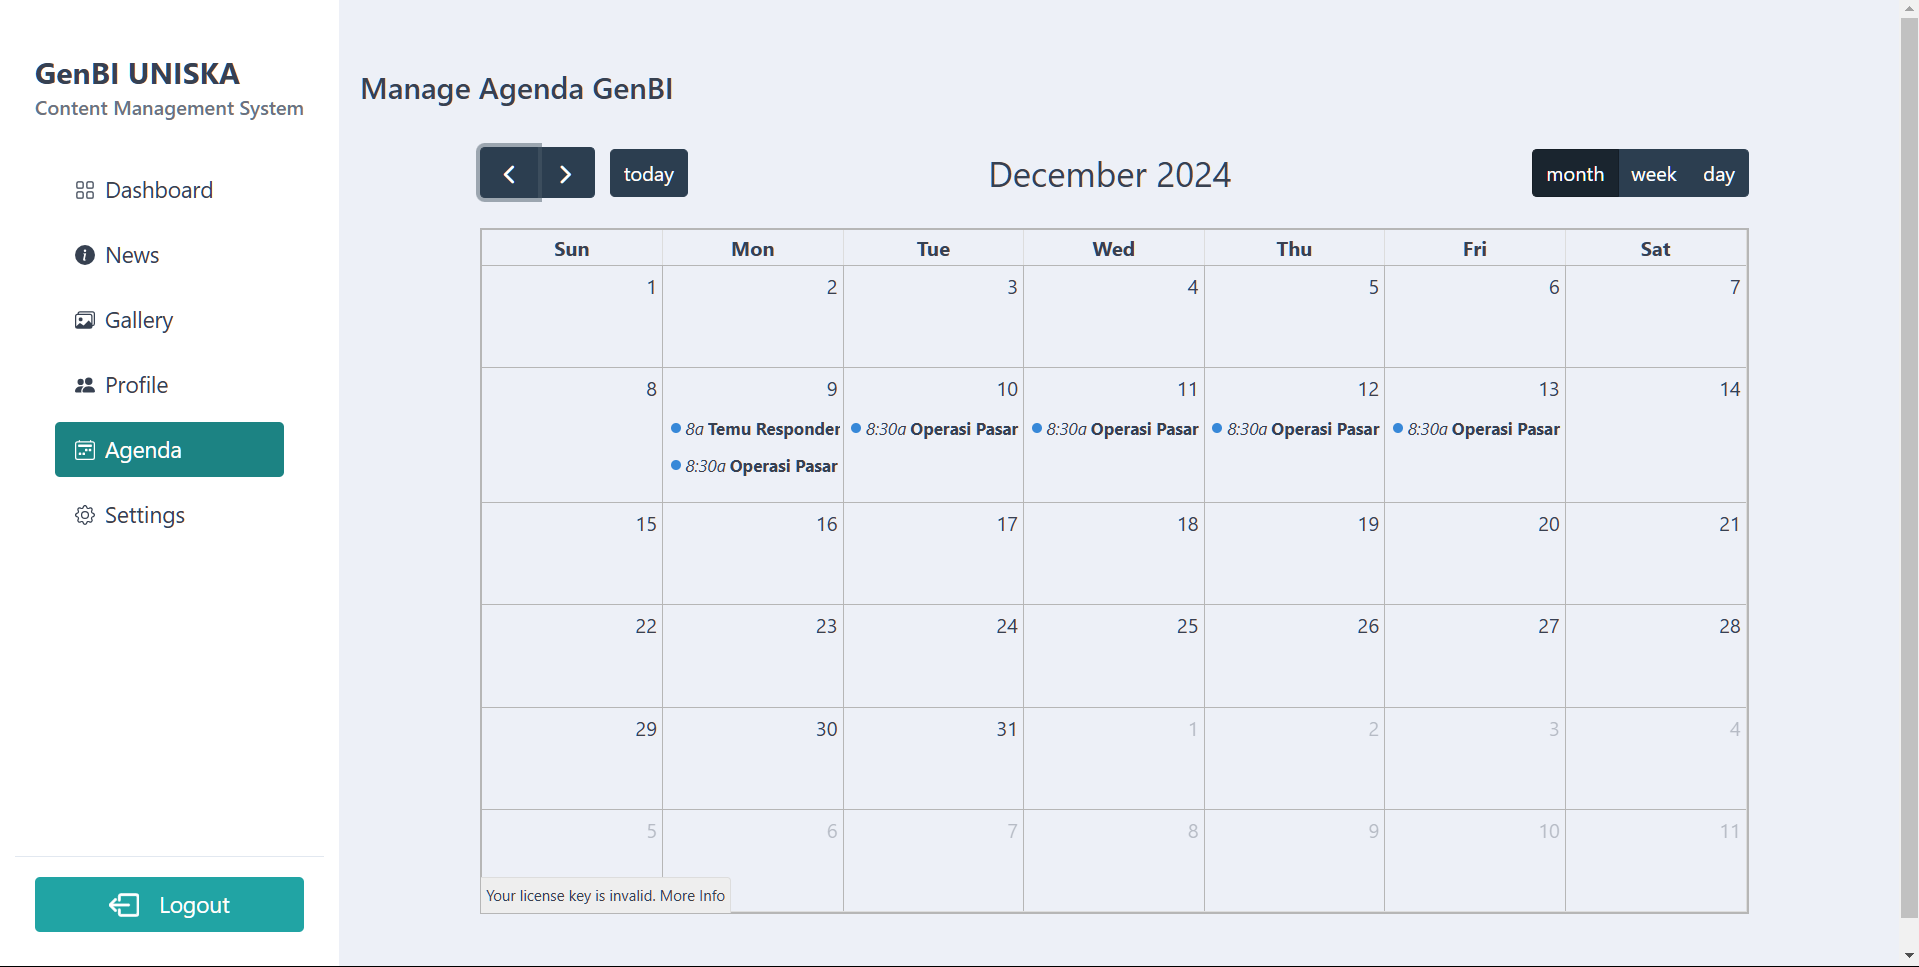 GenBI UNISKA
Content Management System
Dashboard
News
Gallery
Profile
Agenda
Settings
Logout
Manage Agenda GenBI
today
December 2024
month week day
Sun Mon Tue Wed Thu Fri Sat
1 2 3 4 5 6 7
8 9 10 11 12 13 14
8a Temu Responden 8:30a Operasi Pasar 8:30a Operasi Pasar 8:30a Operasi Pasar 8:30a Operasi Pasar
8:30a Operasi Pasar
15 16 17 18 19 20 21
22 23 24 25 26 27 28
29 30 31 1 2 3 4
5 6 7 8 9 10 11
Your license key is invalid. More Info